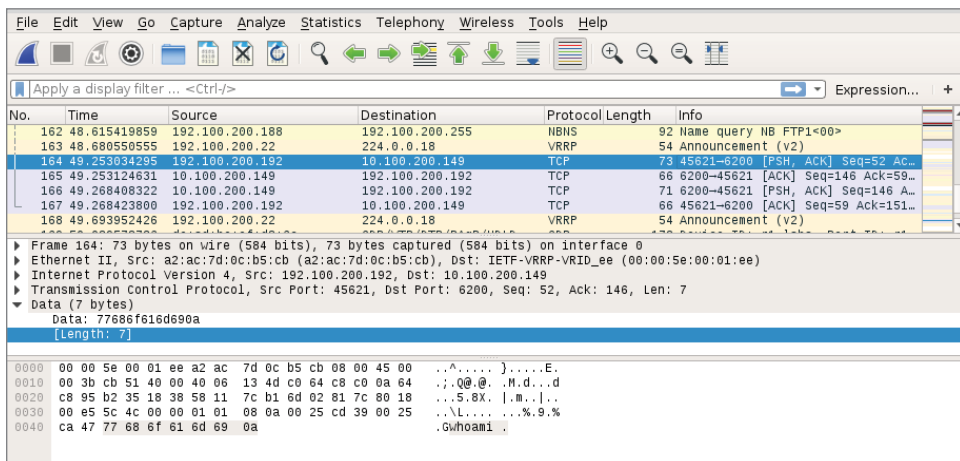 File Edit View Go Capture Analyze Statistics Telephony Wireless Tools Help
Apply a display filter ... <Ctrl-/> Expression... +
No. Time Source Destination Protocol Length Info
162 48.615419859 192.100.200.188 192.100.200.255 NBNS 92 Name query NB FTP1<00>
163 48.680550555 192.100.200.22 224.0.0.18 VRRP 54 Announcement (v2)
164 49.253034295 192.100.200.192 10.100.200.149 TCP 73 45621→6200 [PSH, ACK] Seq=52 Ac…
165 49.253124631 10.100.200.149 192.100.200.192 TCP 66 6200→45621 [ACK] Seq=146 Ack=59…
166 49.268408322 10.100.200.149 192.100.200.192 TCP 71 6200→45621 [PSH, ACK] Seq=146 A…
167 49.268423800 192.100.200.192 10.100.200.149 TCP 66 45621→6200 [ACK] Seq=59 Ack=151…
168 49.693952426 192.100.200.22 224.0.0.18 VRRP 54 Announcement (v2)
Frame 164: 73 bytes on wire (584 bits), 73 bytes captured (584 bits) on interface 0
Ethernet II, Src: a2:ac:7d:0c:b5:cb (a2:ac:7d:0c:b5:cb), Dst: IETF-VRRP-VRID_ee (00:00:5e:00:01:ee)
Internet Protocol Version 4, Src: 192.100.200.192, Dst: 10.100.200.149
Transmission Control Protocol, Src Port: 45621, Dst Port: 6200, Seq: 52, Ack: 146, Len: 7
Data (7 bytes)
Data: 77686f616d690a
[Length: 7]
0000 00 00 5e 00 01 ee a2 ac 7d 0c b5 cb 08 00 45 00 ..^..... }.....E.
0010 00 3b cb 51 40 00 40 06 13 4d c0 64 c8 c0 0a 64 .;.Q@.@. .M.d...d
0020 c8 95 b2 35 18 38 58 11 7c b1 6d 02 81 7c 80 18 ...5.8X. |.m..|..
0030 00 e5 5c 4c 00 00 01 01 08 0a 00 25 cd 39 00 25 ..\L.... ...%.9.%
0040 ca 47 77 68 6f 61 6d 69 0a .Gwhoami .